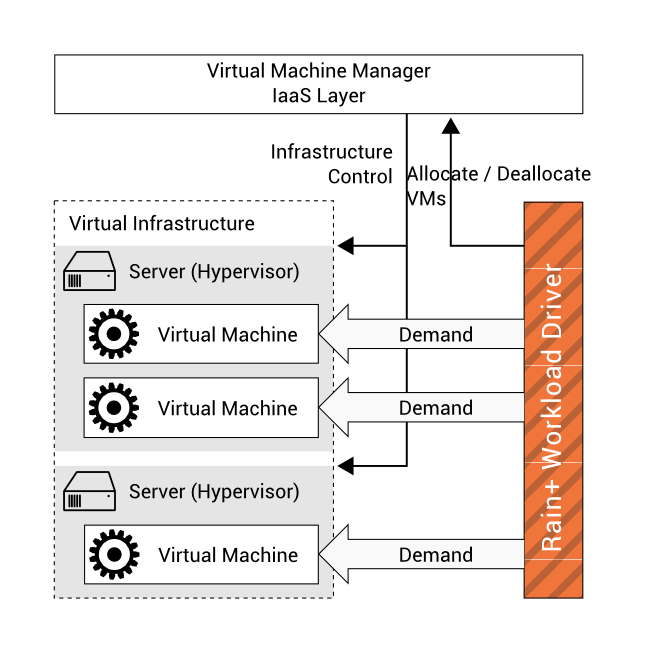 Virtual Machine Manager
IaaS Layer
Infrastructure
Control
Allocate / Deallocate
VMs
Virtual Infrastructure
Server (Hypervisor)
Virtual Machine
Demand
Virtual Machine
Demand
Server (Hypervisor)
Virtual Machine
Demand
Rain+ Workload Driver